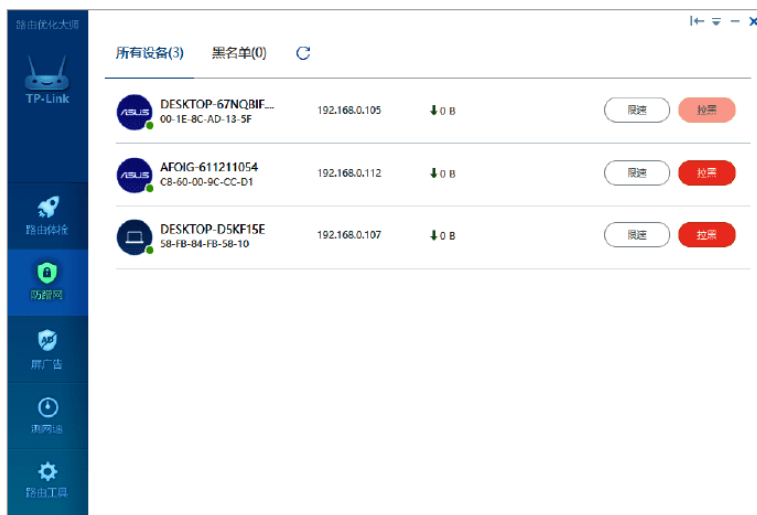 路由优化大师
TP-Link
路由体检
防蹭网
AD
屏广告
测网速
路由工具
所有设备(3) 黑名单(0)
ASUS
DESKTOP-67NQBIF....
00-1E-8C-AD-13-5F
192.168.0.105
0 B
限速
拉黑
ASUS
AFOIG-611211054
C8-60-00-9C-CC-D1
192.168.0.112
0 B
限速
拉黑
DESKTOP-D5KF15E
58-FB-84-FB-58-10
192.168.0.107
0 B
限速
拉黑